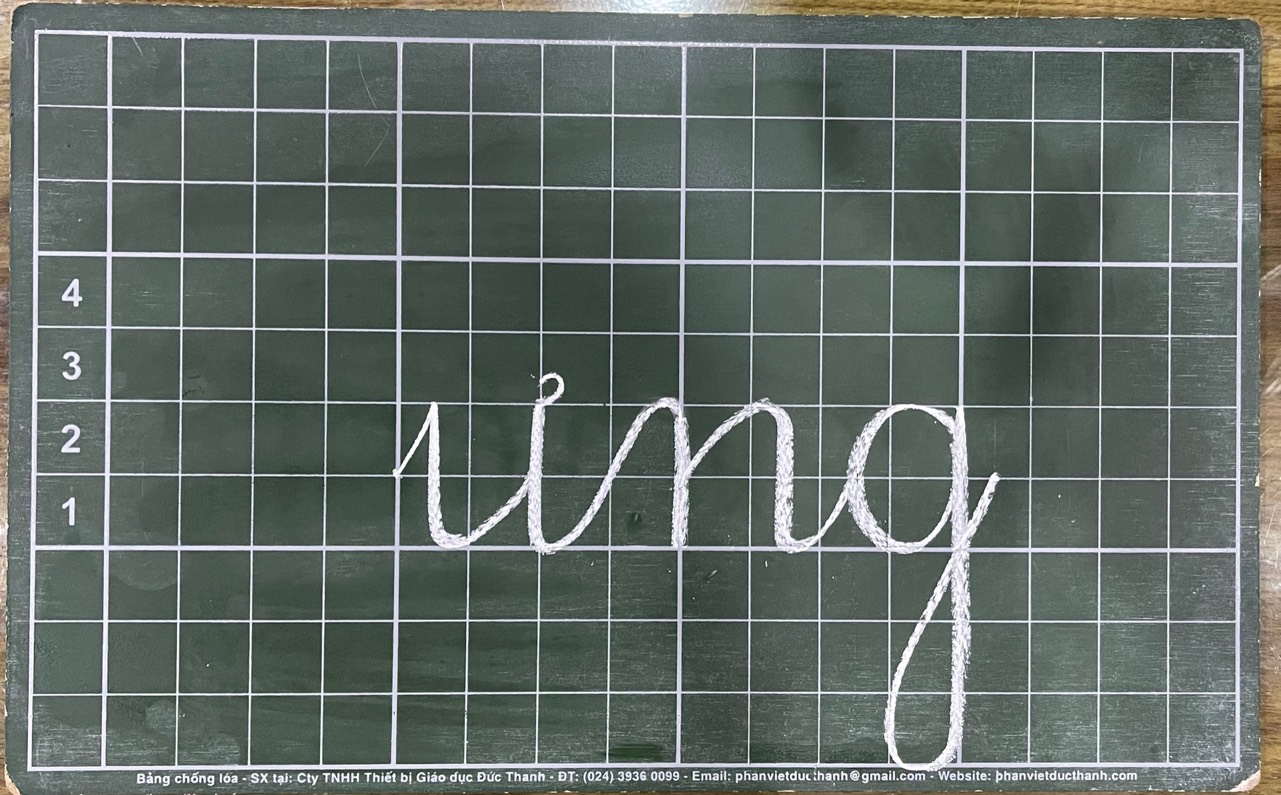 4
3
2
1
ưng
Bảng chống lóa - SX tại: Cty TNHH Thiết bị Giáo dục Đức Thanh - ĐT: (024) 3936 0099 - Email: phanvietducthanh@gmail.com - Website: phanvietducthanh.com